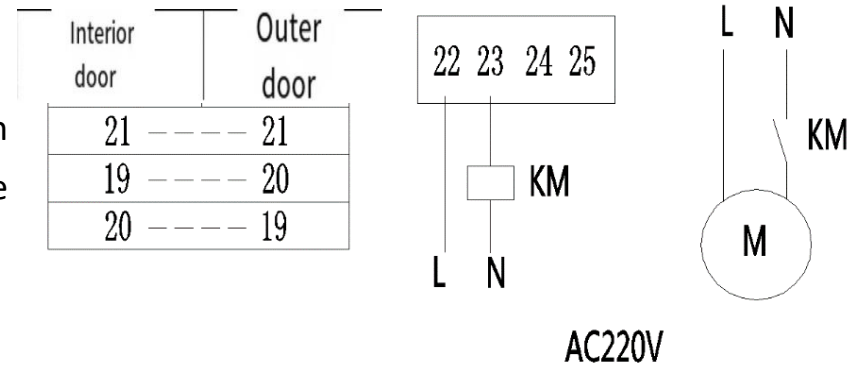 Interior door Outer door
n
21 ---- 21
e
19 ---- 20
20 ---- 19
22 23 24 25
KM
L N
L N
KM
M
AC220V